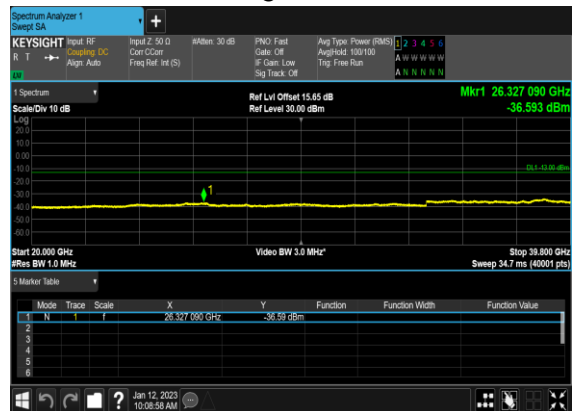 Spectrum Analyzer 1
Swept SA
+
KEYSIGHT Input: RF Input Z: 50 Ω #Atten: 30 dB PNO: Fast Avg Type: Power (RMS) 1 2 3 4 5 6
R T Coupling: DC Corr CCorr Gate: Off Avg|Hold: 100/100 A W W W W W
Align: Auto Freq Ref: Int (S) IF Gain: Low Trig: Free Run
Sig Track: Off A N N N N N
LXI
1 Spectrum Ref Lvl Offset 15.65 dB Mkr1 26.327 090 GHz
Scale/Div 10 dB Ref Level 30.00 dBm -36.593 dBm
Log
20.0
10.0
0.00
-10.0 DL1 -13.00 dBm
-20.0
-30.0 1
-40.0
-50.0
-60.0
Start 20.000 GHz Video BW 3.0 MHz* Stop 39.800 GHz
#Res BW 1.0 MHz Sweep 34.7 ms (40001 pts)
5 Marker Table
Mode Trace Scale X Y Function Function Width Function Value
1 N 1 f 26.327 090 GHz -36.59 dBm
2
3
4
5
6
? Jan 12, 2023
10:08:58 AM